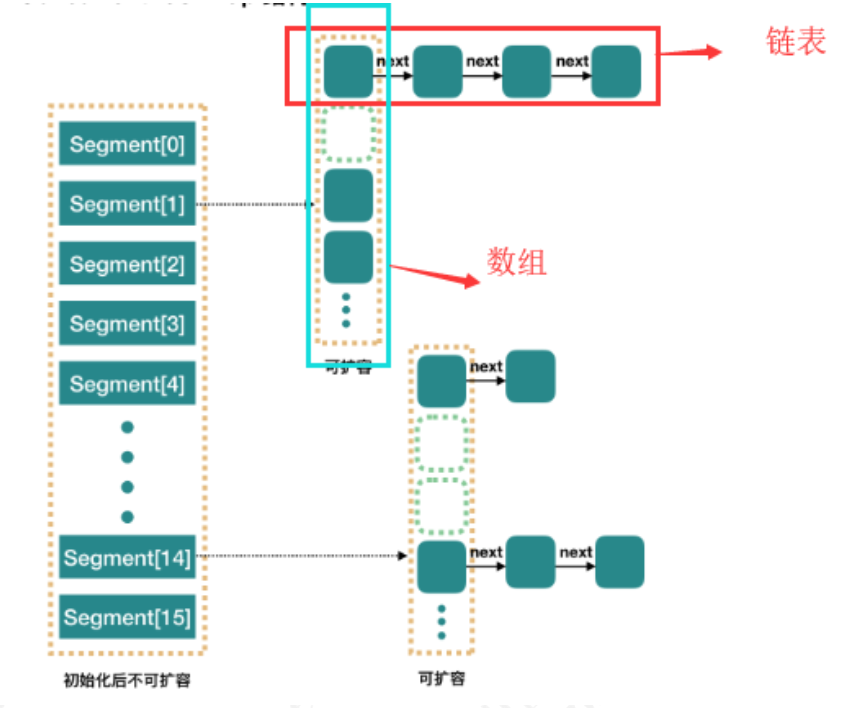 链表
next next next
Segment[0]
Segment[1]
Segment[2]
数组
Segment[3]
可扩容
Segment[4]
next
Segment[14]
next next
Segment[15]
初始化后不可扩容
可扩容